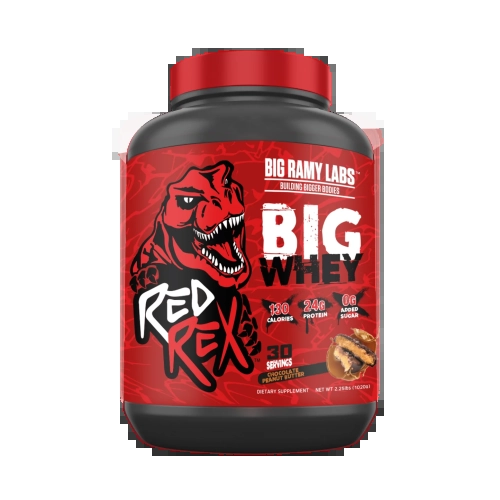 BIG RAMY LABS™
BUILDING BIGGER BODIES
BIG
WHEY
RED
REX
130
CALORIES
24G
PROTEIN
0G
ADDED
SUGAR
30
SERVINGS
CHOCOLATE
PEANUT BUTTER
DIETARY SUPPLEMENT NET WT 2.25lbs (1020g)